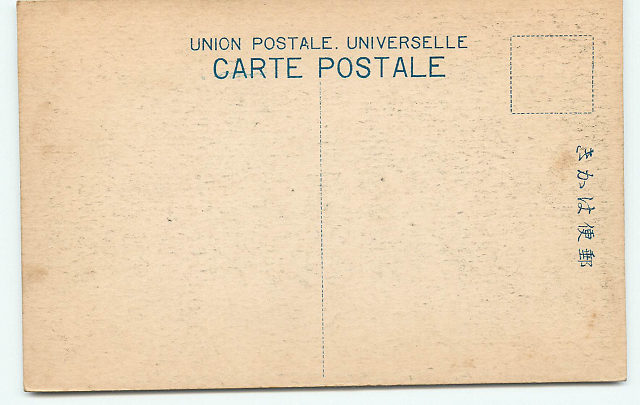 UNION POSTALE. UNIVERSELLE
CARTE POSTALE
郵便はかき